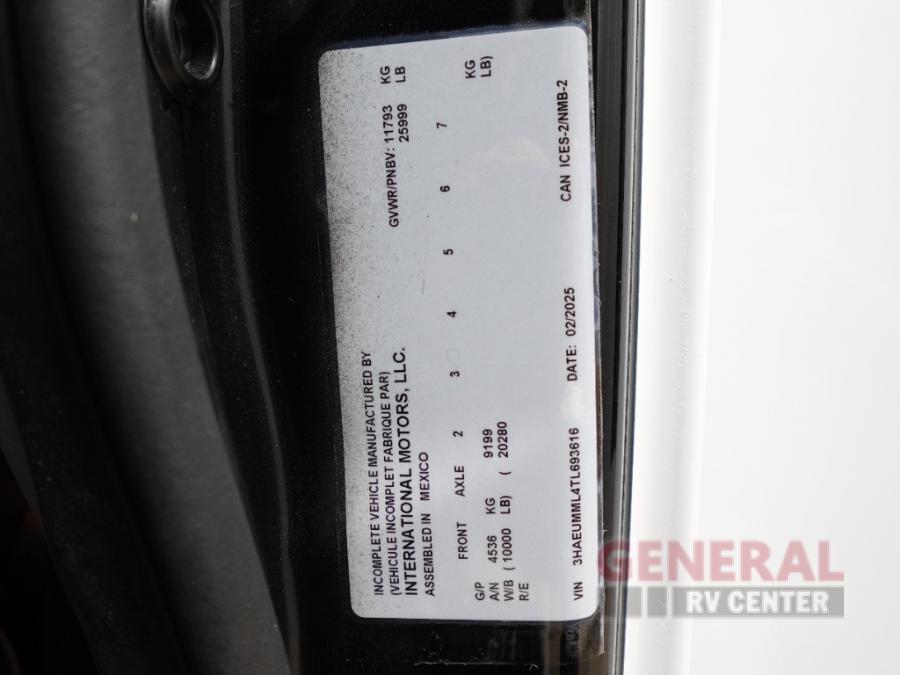 INCOMPLETE VEHICLE MANUFACTURED BY
(VEHICULE INCOMPLET FABRIQUE PAR)
INTERNATIONAL MOTORS, LLC.
ASSEMBLED IN MEXICO
GVWR/PNBV: 11793 KG
25999 LB
FRONT AXLE 2 3 4 5 6 7
G/P
A/N 4536 KG 9199 KG
W/B ( 10000 LB) ( 20280 LB)
R/E
VIN 3HAEUMML4TL693616 DATE: 02/2025 CAN ICES-2/NMB-2
GENERAL
RV CENTER